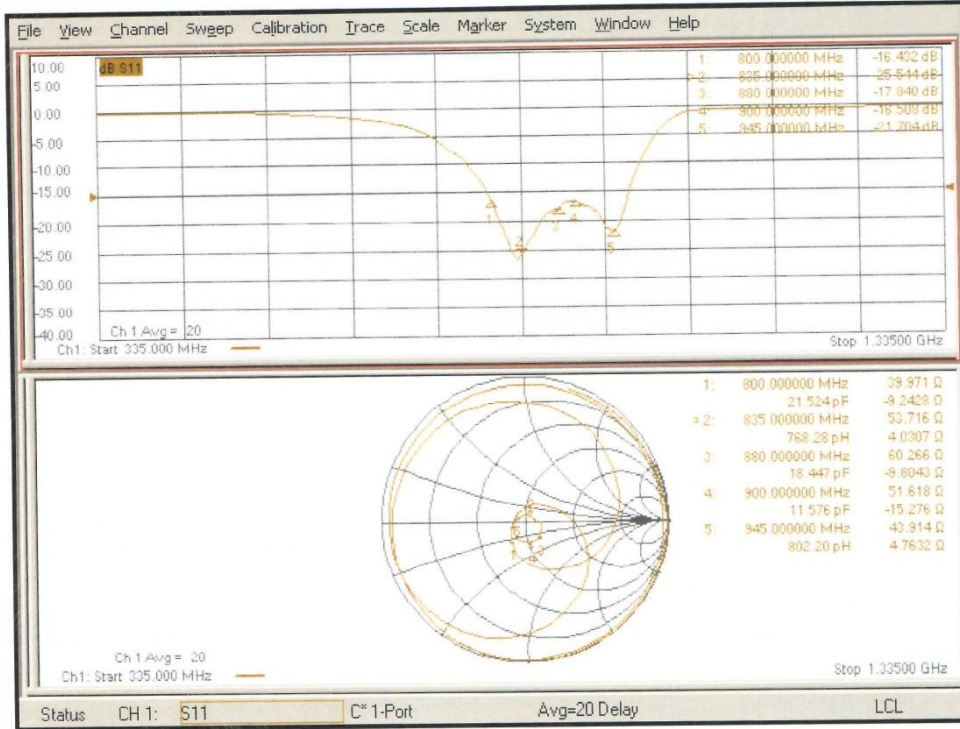 File View Channel Sweep Calibration Trace Scale Marker System Window Help
10.00
5.00
0.00
-5.00
-10.00
-15.00
-20.00
-25.00
-30.00
-35.00
-40.00
dB S11
1: 800.000000 MHz -16.432 dB
>2: 835.000000 MHz -25.544 dB
3: 880.000000 MHz -17.840 dB
4: 900.000000 MHz -16.508 dB
5: 945.000000 MHz -21.704 dB
1
2
3
4
5
Ch 1 Avg = 20
Ch1: Start 335.000 MHz
Stop 1.33500 GHz
1: 800.000000 MHz 39.971 Ω
21.524 pF -9.2428 Ω
>2: 835.000000 MHz 53.716 Ω
768.28 pH 4.0307 Ω
3: 880.000000 MHz 60.266 Ω
18.447 pF -9.8043 Ω
4: 900.000000 MHz 51.618 Ω
11.576 pF -15.276 Ω
5: 945.000000 MHz 43.914 Ω
802.20 pH 4.7632 Ω
Ch 1 Avg = 20
Ch1: Start 335.000 MHz
Stop 1.33500 GHz
Status CH 1: S11 C* 1-Port Avg=20 Delay LCL